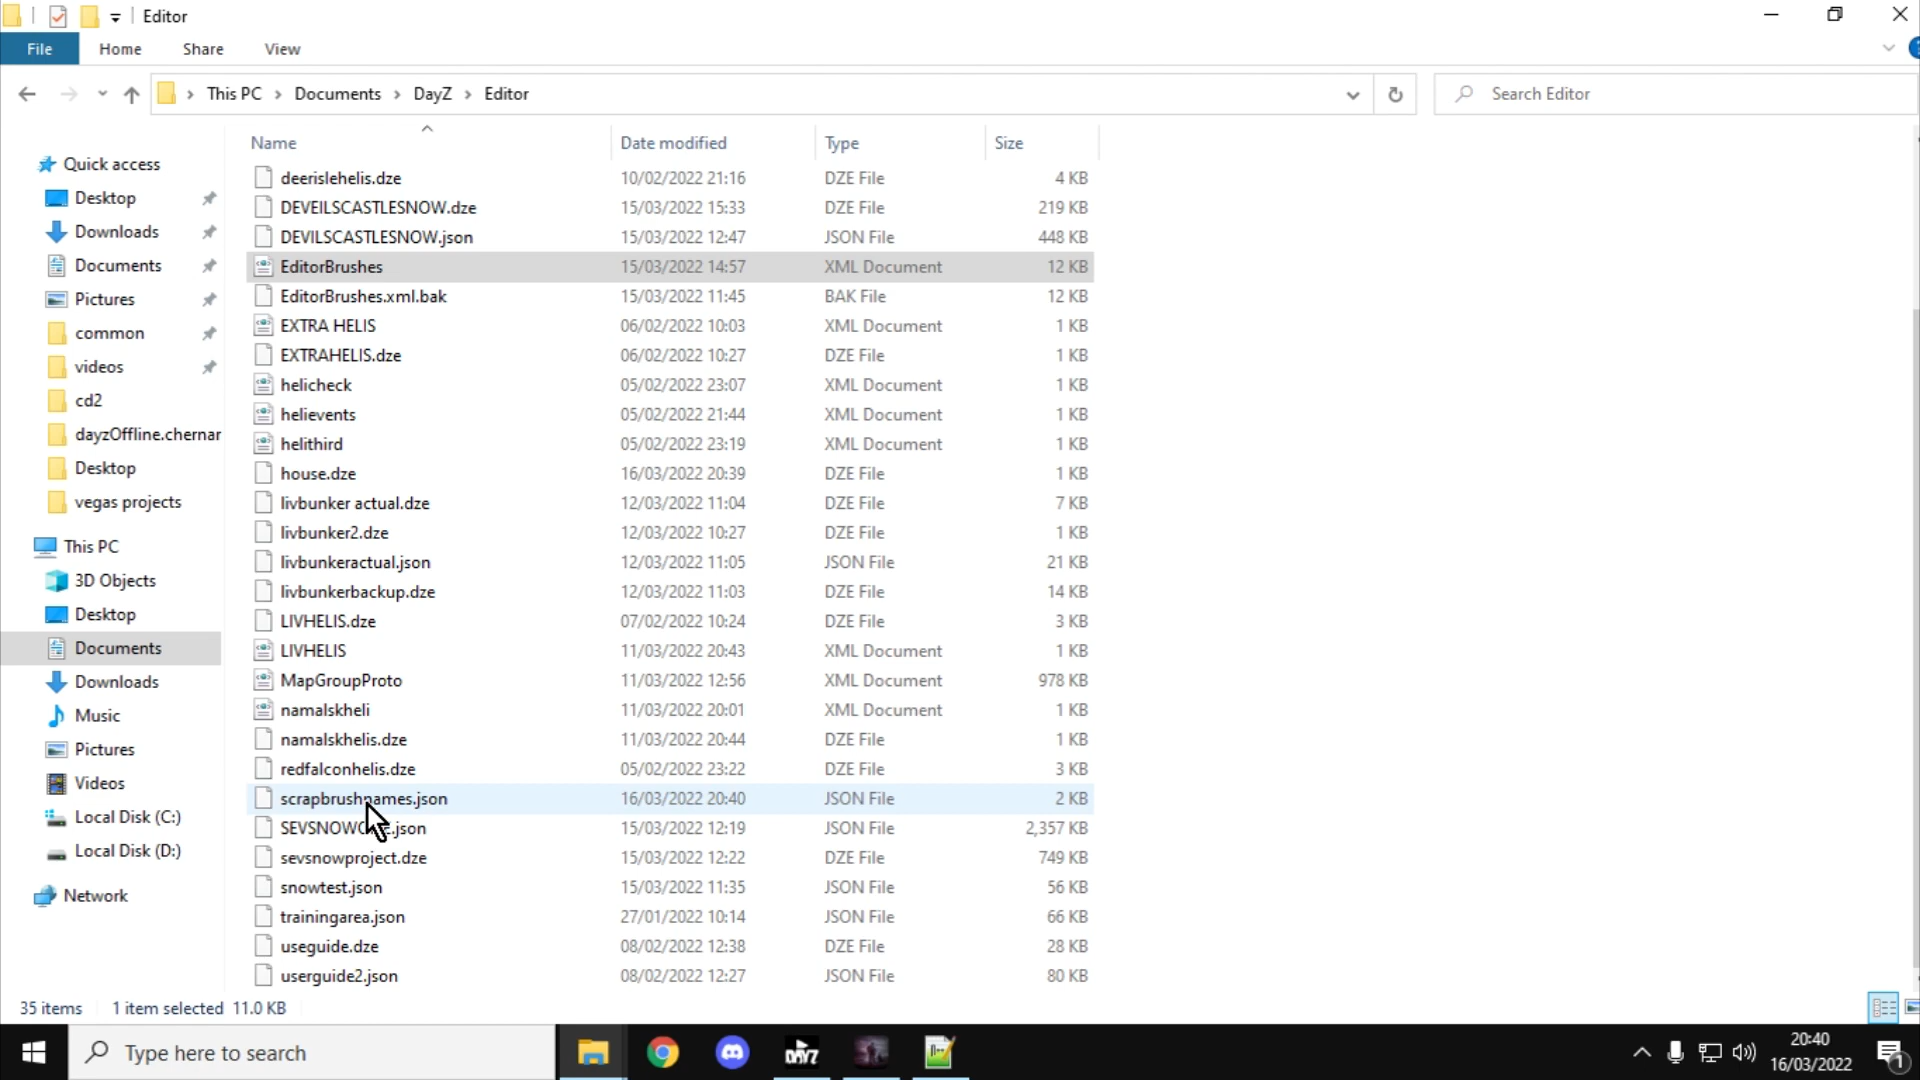 Editor
File Home Share View
This PC Documents DayZ Editor Search Editor
Name Date modified Type Size
Quick access
Desktop
Downloads
Documents
Pictures
common
videos
cd2
dayzOffline.chernar
Desktop
vegas projects
This PC
3D Objects
Desktop
Documents
Downloads
Music
Pictures
Videos
Local Disk (C:)
Local Disk (D:)
Network
deerislehelis.dze 10/02/2022 21:16 DZE File 4 KB
DEVEILSCASTLESNOW.dze 15/03/2022 15:33 DZE File 219 KB
DEVILSCASTLESNOW.json 15/03/2022 12:47 JSON File 448 KB
EditorBrushes 15/03/2022 14:57 XML Document 12 KB
EditorBrushes.xml.bak 15/03/2022 11:45 BAK File 12 KB
EXTRA HELIS 06/02/2022 10:03 XML Document 1 KB
EXTRAHELIS.dze 06/02/2022 10:27 DZE File 1 KB
helicheck 05/02/2022 23:07 XML Document 1 KB
helievents 05/02/2022 21:44 XML Document 1 KB
helithird 05/02/2022 23:19 XML Document 1 KB
house.dze 16/03/2022 20:39 DZE File 1 KB
livbunker actual.dze 12/03/2022 11:04 DZE File 7 KB
livbunker2.dze 12/03/2022 10:27 DZE File 1 KB
livbunkeractual.json 12/03/2022 11:05 JSON File 21 KB
livbunkerbackup.dze 12/03/2022 11:03 DZE File 14 KB
LIVHELIS.dze 07/02/2022 10:24 DZE File 3 KB
LIVHELIS 11/03/2022 20:43 XML Document 1 KB
MapGroupProto 11/03/2022 12:56 XML Document 978 KB
namalskheli 11/03/2022 20:01 XML Document 1 KB
namalskhelis.dze 11/03/2022 20:44 DZE File 1 KB
redfalconhelis.dze 05/02/2022 23:22 DZE File 3 KB
scrapbrushnames.json 16/03/2022 20:40 JSON File 2 KB
.json 15/03/2022 12:19 JSON File 2,357 KB
sevsnowproject.dze 15/03/2022 12:22 DZE File 749 KB
snowtest.json 15/03/2022 11:35 JSON File 56 KB
trainingarea.json 27/01/2022 10:14 JSON File 66 KB
useguide.dze 08/02/2022 12:38 DZE File 28 KB
userguide2.json 08/02/2022 12:27 JSON File 80 KB
35 items 1 item selected 11.0 KB
Type here to search
DAYZ
20:40
16/03/2022
1